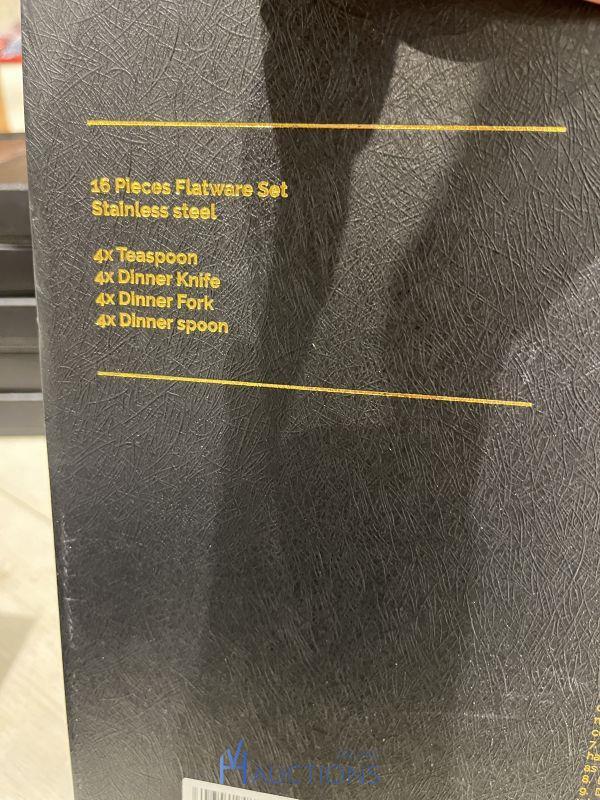 16 Pieces Flatware Set
Stainless steel
4x Teaspoon
4x Dinner Knife
4x Dinner Fork
4x Dinner spoon
AUCTIONS